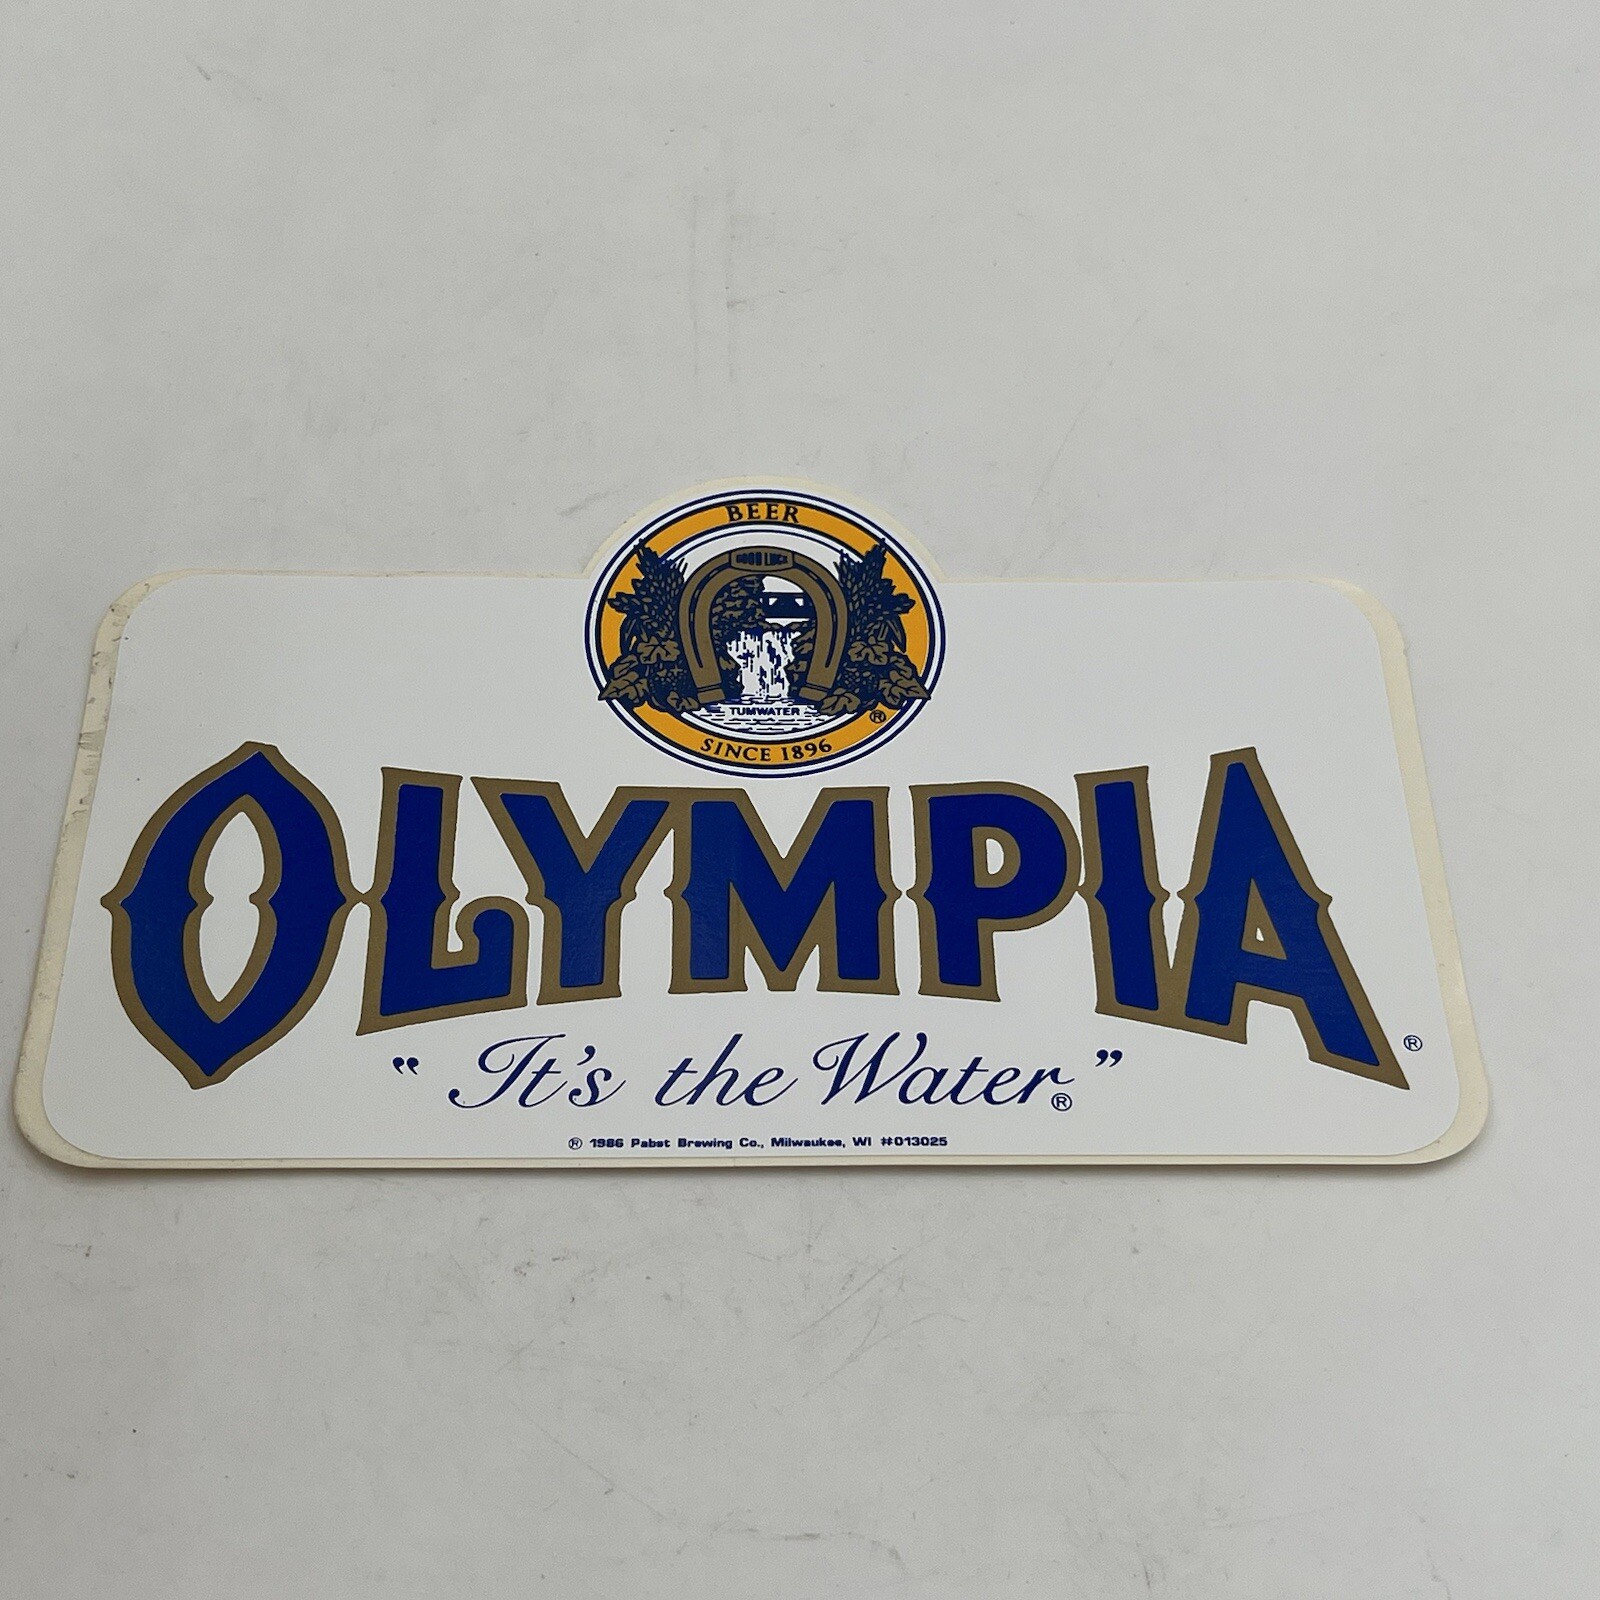 BEER
GOOD LUCK
TUMWATER
®
SINCE 1896
OLYMPIA®
“It's the Water”®
® 1986 Pabst Brewing Co., Milwaukee, WI #013025